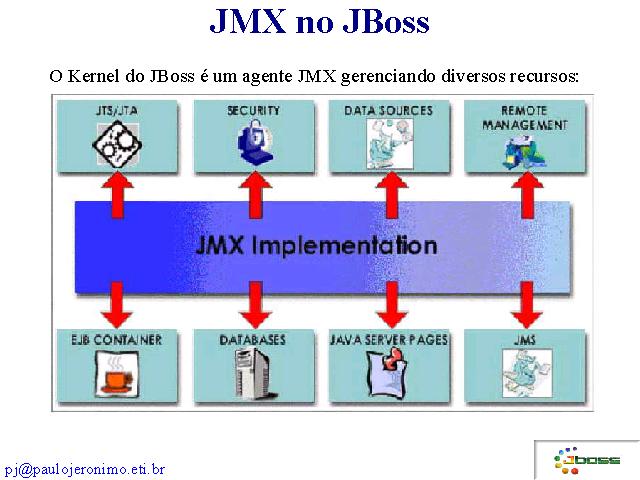 JMX no JBoss
O Kernel do JBoss é um agente JMX gerenciando diversos recursos:
JTS/JTA
SECURITY
DATA SOURCES
REMOTE
MANAGEMENT
JMX Implementation
EJB CONTAINER
DATABASES
JAVA SERVER PAGES
JMS
pj@paulojeronimo.eti.br
Jboss